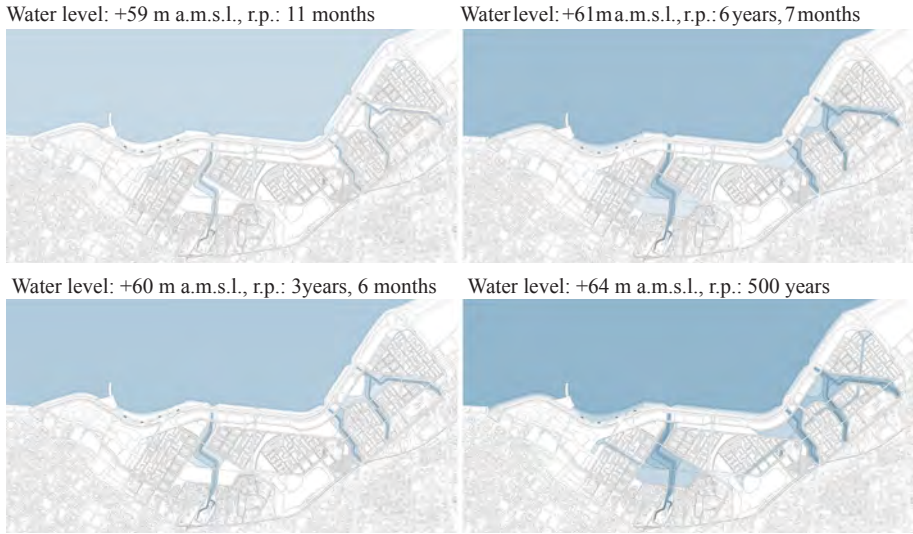 Water level: +59 m a.m.s.l., r.p.: 11 months
Water level: +61 m a.m.s.l., r.p.: 6 years, 7 months
Water level: +60 m a.m.s.l., r.p.: 3years, 6 months
Water level: +64 m a.m.s.l., r.p.: 500 years